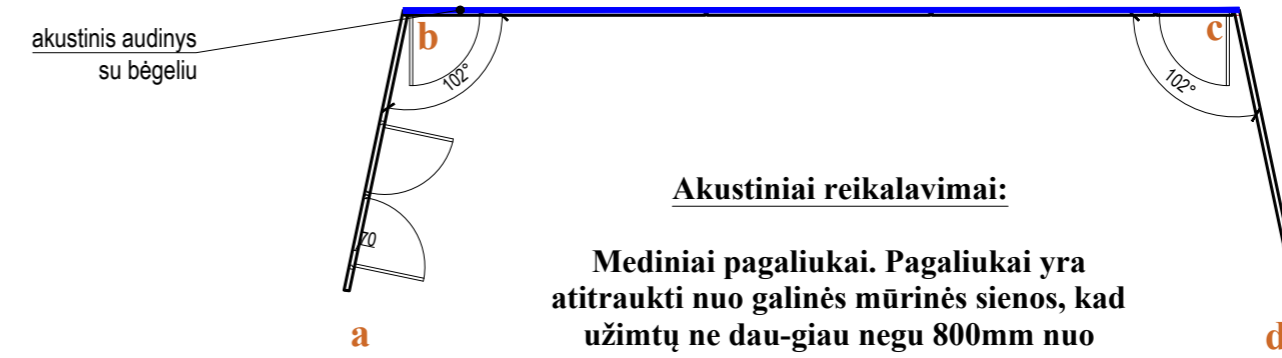 akustinis audinys
su bėgeliu
b
c
102°
102°
70
Akustiniai reikalavimai:
Mediniai pagaliukai. Pagaliukai yra
atitraukti nuo galinės mūrinės sienos, kad
užimtų ne dau-giau negu 800mm nuo
a
d